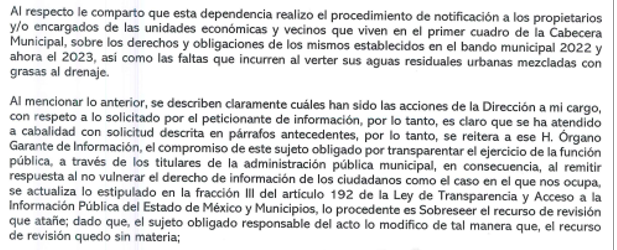 Al respecto le comparto que esta dependencia realizo el procedimiento de notificación a los propietarios
y/o encargados de las unidades económicas y vecinos que viven en el primer cuadro de la Cabecera
Municipal, sobre los derechos y obligaciones de los mismos establecidos en el bando municipal 2022 y
ahora el 2023, así como las faltas que incurren al verter sus aguas residuales urbanas mezcladas con
grasas al drenaje.
Al mencionar lo anterior, se describen claramente cuáles han sido las acciones de la Dirección a mi cargo,
con respeto a lo solicitado por el peticionante de información, por lo tanto, es claro que se ha atendido
a cabalidad con solicitud descrita en párrafos antecedentes, por lo tanto, se reitera a ese H. Órgano
Garante de Información, el compromiso de este sujeto obligado por transparentar el ejercicio de la función
pública, a través de los titulares de la administración pública municipal, en consecuencia, al remitir
respuesta al no vulnerar el derecho de información de los ciudadanos como el caso en el que nos ocupa,
se actualiza lo estipulado en la fracción III del artículo 192 de la Ley de Transparencia y Acceso a la
Información Pública del Estado de México y Municipios, lo procedente es Sobreseer el recurso de revisión
que atañe; dado que, el sujeto obligado responsable del acto lo modifico de tal manera que, el recurso
de revisión quedo sin materia;